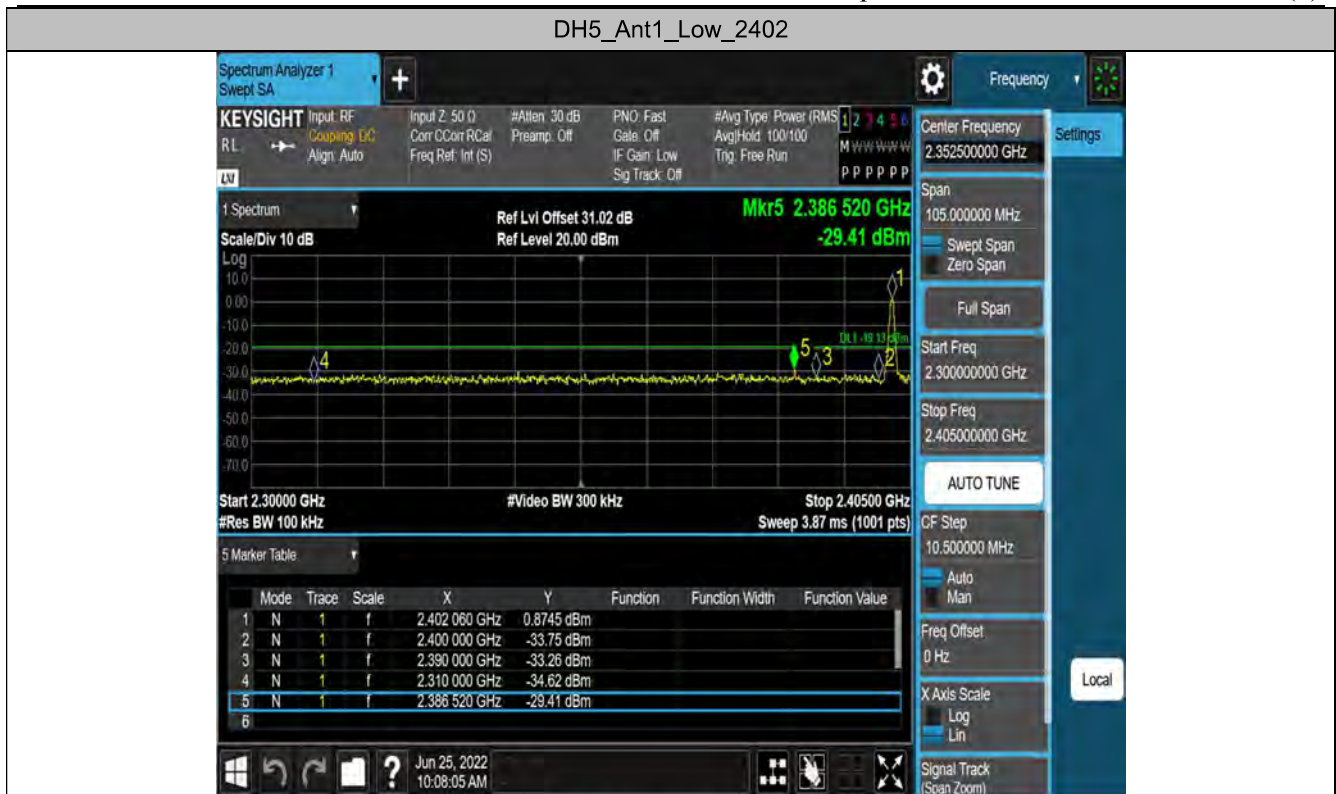 DH5_Ant1_Low_2402
Spectrum Analyzer 1
Swept SA
+
Frequency
KEYSIGHT
RL
LXI
Input: RF
Coupling: DC
Align: Auto
Input Z: 50 Ω
Corr CCorr RCal
Freq Ref: Int (S)
#Atten: 30 dB
Preamp: Off
PNO: Fast
Gate: Off
IF Gain: Low
Sig Track: Off
#Avg Type: Power (RMS
Avg|Hold: 100/100
Trig: Free Run
1 2 3 4 5 6
M W W W W W
P P P P P P
1 Spectrum
Scale/Div 10 dB
Ref Lvl Offset 31.02 dB
Ref Level 20.00 dBm
Mkr5 2.386 520 GHz
-29.41 dBm
Log
10.0
0.00
-10.0
-20.0
-30.0
-40.0
-50.0
-60.0
-70.0
1
DL1 -19.13 dBm
4
5
3
2
Start 2.30000 GHz
#Video BW 300 kHz
Stop 2.40500 GHz
#Res BW 100 kHz
Sweep 3.87 ms (1001 pts)
5 Marker Table
Mode Trace Scale X Y Function Function Width Function Value
1 N 1 f 2.402 060 GHz 0.8745 dBm
2 N 1 f 2.400 000 GHz -33.75 dBm
3 N 1 f 2.390 000 GHz -33.26 dBm
4 N 1 f 2.310 000 GHz -34.62 dBm
5 N 1 f 2.386 520 GHz -29.41 dBm
6
?
Jun 25, 2022
10:08:05 AM
Center Frequency
2.352500000 GHz
Settings
Span
105.000000 MHz
Swept Span
Zero Span
Full Span
Start Freq
2.300000000 GHz
Stop Freq
2.405000000 GHz
AUTO TUNE
CF Step
10.500000 MHz
Auto
Man
Freq Offset
0 Hz
X Axis Scale
Log
Lin
Local
Signal Track
(Span Zoom)